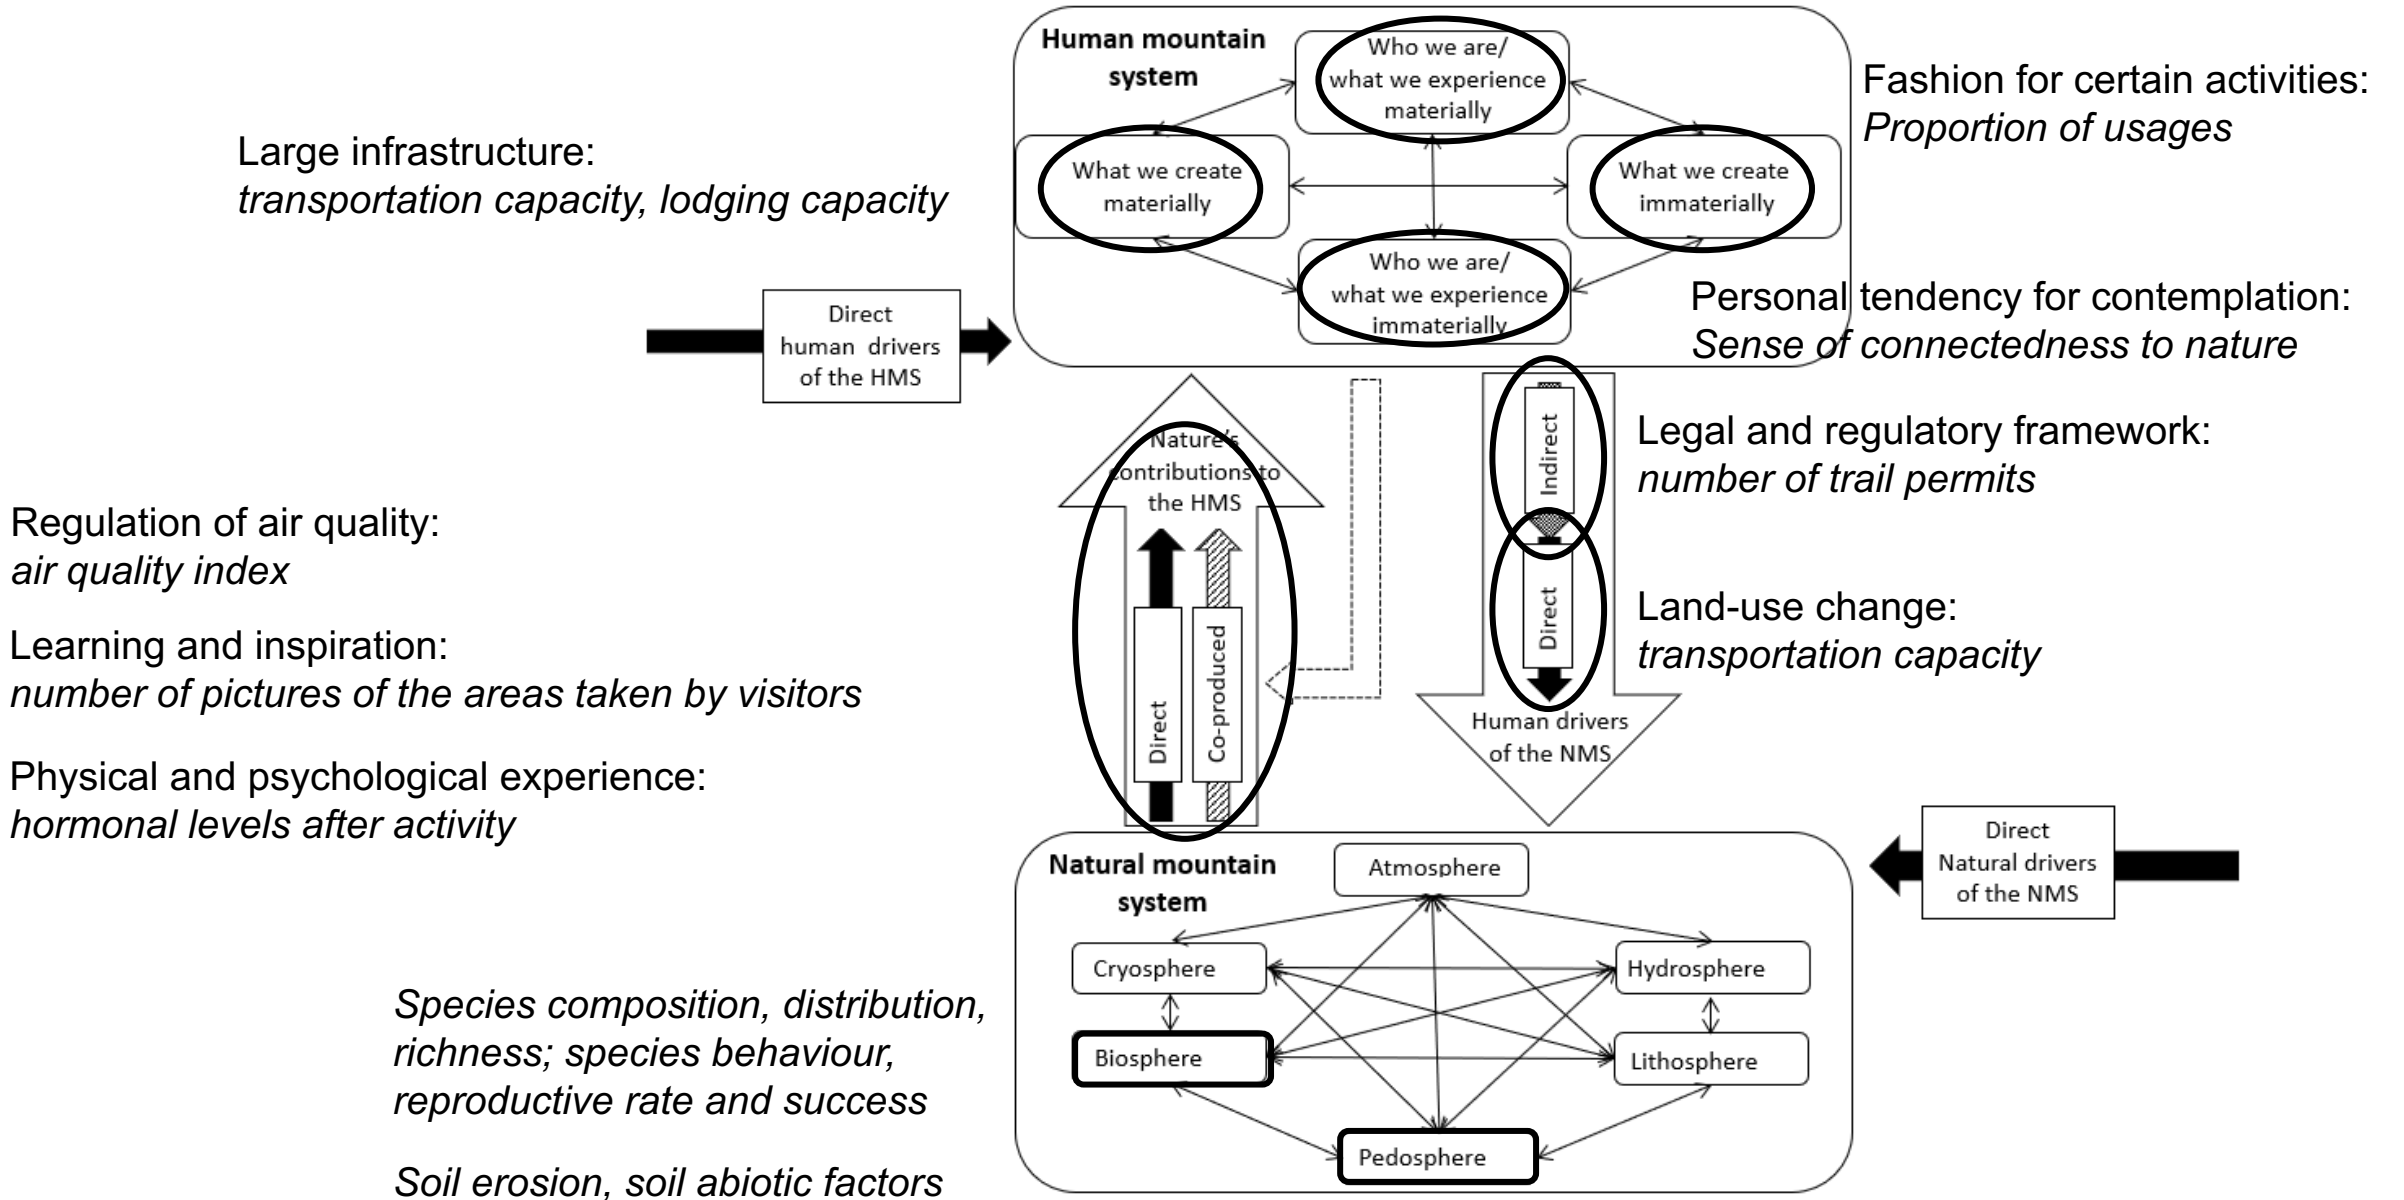 Human mountain
system
Who we are/
what we experience
materially
What we create
materially
What we create
immaterially
Who we are/
what we experience
immaterially
Fashion for certain activities:
Proportion of usages
Large infrastructure:
transportation capacity, lodging capacity
Personal tendency for contemplation:
Sense of connectedness to nature
Direct
human drivers
of the HMS
Nature's
contributions to
the HMS
Direct
Co-produced
Indirect
Direct
Human drivers
of the NMS
Legal and regulatory framework:
number of trail permits
Land-use change:
transportation capacity
Regulation of air quality:
air quality index
Learning and inspiration:
number of pictures of the areas taken by visitors
Physical and psychological experience:
hormonal levels after activity
Direct
Natural drivers
of the NMS
Natural mountain
system
Atmosphere
Cryosphere
Hydrosphere
Biosphere
Lithosphere
Pedosphere
Species composition, distribution,
richness; species behaviour,
reproductive rate and success
Soil erosion, soil abiotic factors